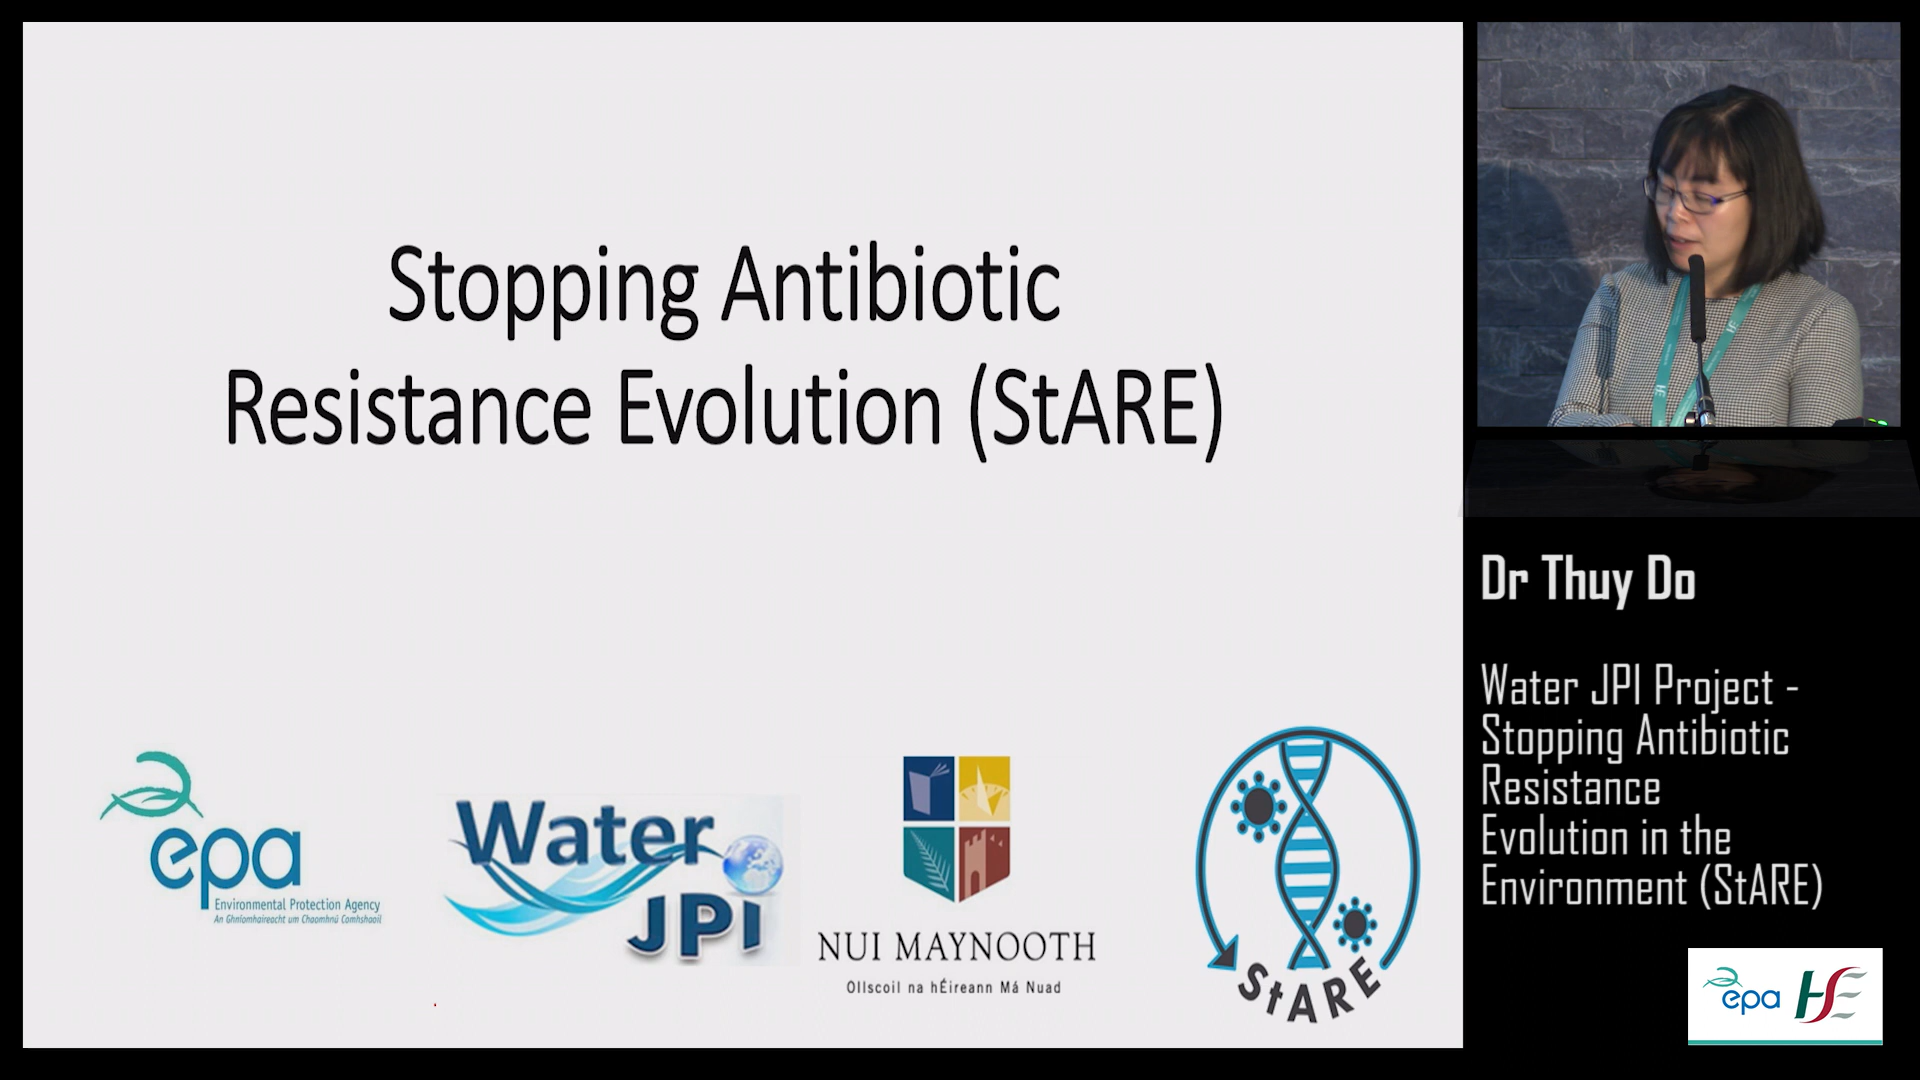 Stopping Antibiotic
Resistance Evolution (StARE)
epa
Environmental Protection Agency
An Ghníomhaireacht um Chaomhnú Comhshaoil
Water
JPI
NUI MAYNOOTH
Ollscoil na hÉireann Má Nuad
StARE
Dr Thuy Do
Water JPI Project -
Stopping Antibiotic
Resistance
Evolution in the
Environment (StARE)
epa
HSE